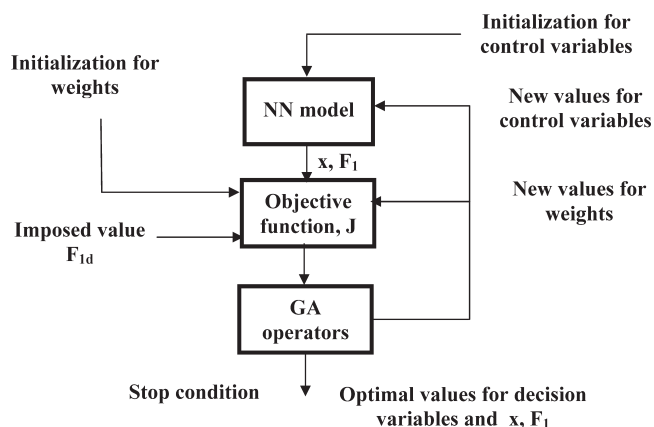 Initialization for
control variables
Initialization for
weights
NN model
New values for
control variables
x, F₁
Objective
function, J
New values for
weights
Imposed value
F₁d
GA
operators
Stop condition
Optimal values for decision
variables and x, F₁